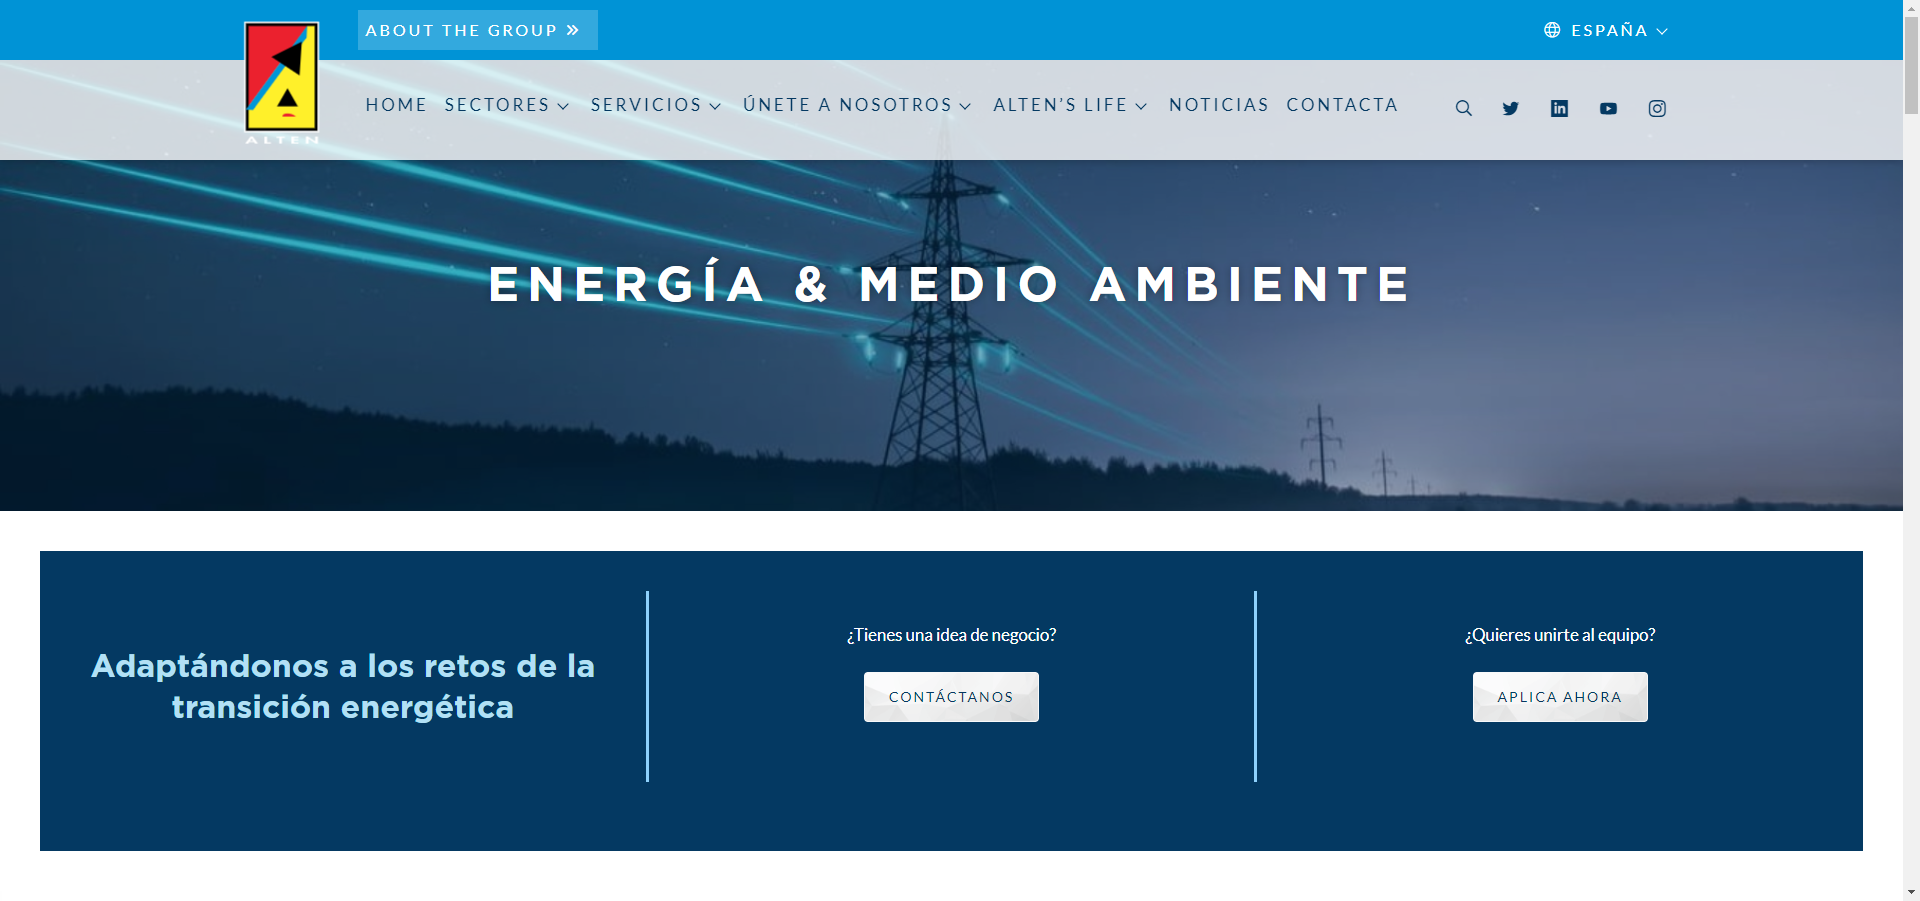 ABOUT THE GROUP »
ESPAÑA
ALTEN
HOME SECTORES SERVICIOS ÚNETE A NOSOTROS ALTEN'S LIFE NOTICIAS CONTACTA
ENERGÍA & MEDIO AMBIENTE
Adaptándonos a los retos de la
transición energética
¿Tienes una idea de negocio?
CONTÁCTANOS
¿Quieres unirte al equipo?
APLICA AHORA